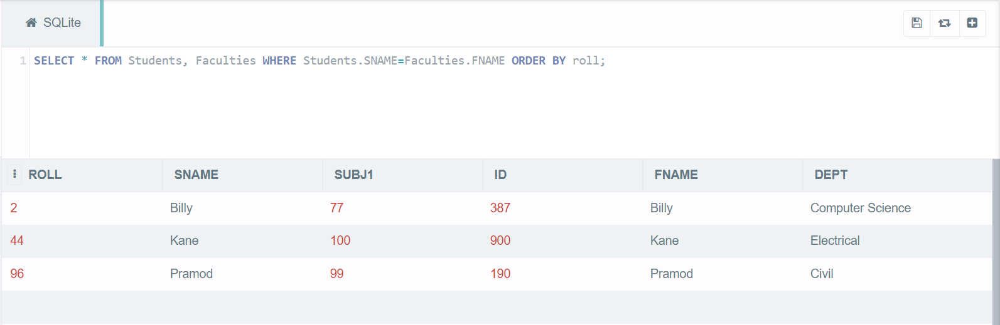 SQLite
1 SELECT * FROM Students, Faculties WHERE Students.SNAME=Faculties.FNAME ORDER BY roll;
ROLL SNAME SUBJ1 ID FNAME DEPT
2 Billy 77 387 Billy Computer Science
44 Kane 100 900 Kane Electrical
96 Pramod 99 190 Pramod Civil